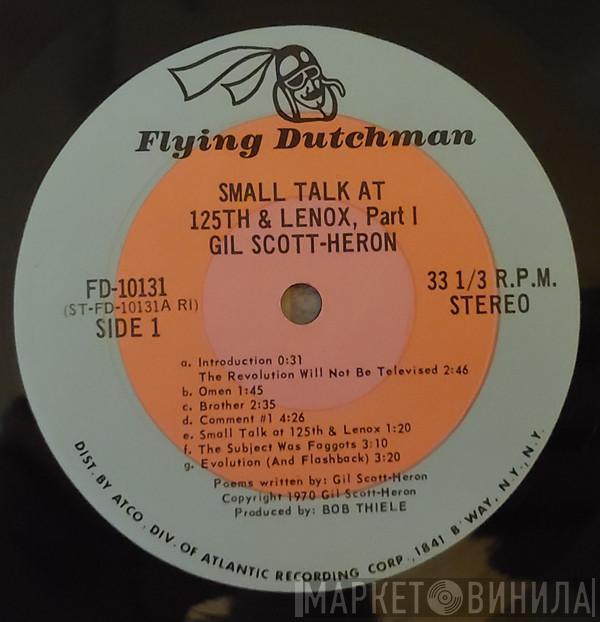 Flying Dutchman
SMALL TALK AT
125TH & LENOX, Part I
GIL SCOTT-HERON
FD-10131
(ST-FD-10131A RI)
SIDE 1
33 1/3 R.P.M.
STEREO
a. Introduction 0:31
The Revolution Will Not Be Televised 2:46
b. Omen 1:45
c. Brother 2:35
d. Comment #1 4:26
e. Small Talk at 125th & Lenox 1:20
f. The Subject Was Faggots 3:10
g. Evolution (And Flashback) 3:20
Poems written by: Gil Scott-Heron
Copyright 1970 Gil Scott-Heron
Produced by: BOB THIELE
DIST. BY ATCO, DIV. OF ATLANTIC RECORDING CORP., 1841 B'WAY, N.Y., N.Y.
МАРКЕТ ВИНИЛА